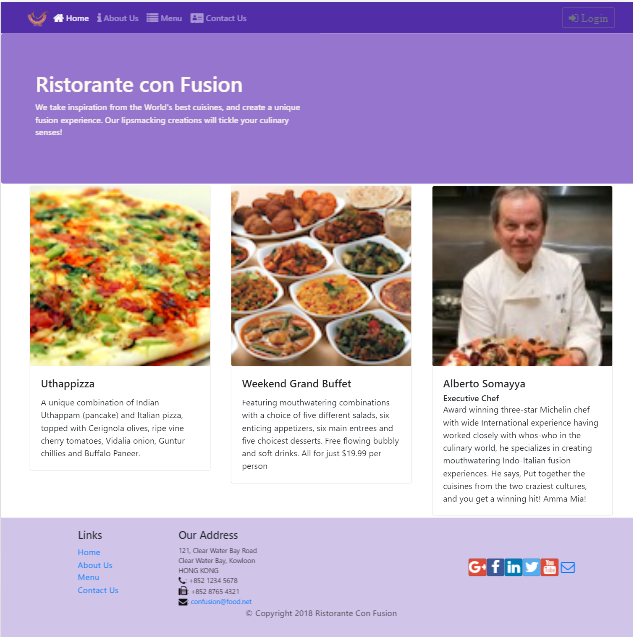 Home About Us Menu Contact Us Login
Ristorante con Fusion
We take inspiration from the World's best cuisines, and create a unique
fusion experience. Our lipsmacking creations will tickle your culinary
senses!
Uthappizza
A unique combination of Indian
Uthappam (pancake) and Italian pizza,
topped with Cerignola olives, ripe vine
cherry tomatoes, Vidalia onion, Guntur
chillies and Buffalo Paneer.
Weekend Grand Buffet
Featuring mouthwatering combinations
with a choice of five different salads, six
enticing appetizers, six main entrees and
five choicest desserts. Free flowing bubbly
and soft drinks. All for just $19.99 per
person
Alberto Somayya
Executive Chef
Award winning three-star Michelin chef
with wide International experience having
worked closely with whos-who in the
culinary world, he specializes in creating
mouthwatering Indo-Italian fusion
experiences. He says, Put together the
cuisines from the two craziest cultures,
and you get a winning hit! Amma Mia!
Links
Home
About Us
Menu
Contact Us
Our Address
121, Clear Water Bay Road
Clear Water Bay, Kowloon
HONG KONG
: +852 1234 5678
: +852 8765 4321
: confusion@food.net
G+ f in You Tube
© Copyright 2018 Ristorante Con Fusion